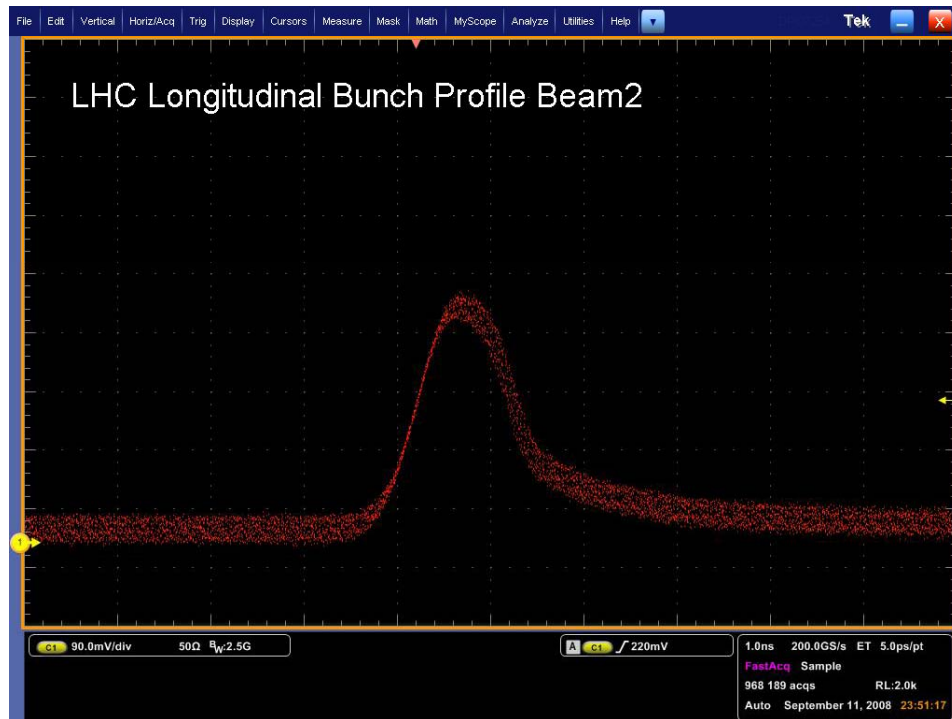 File Edit Vertical Horiz/Acq Trig Display Cursors Measure Mask Math MyScope Analyze Utilities Help Tek
LHC Longitudinal Bunch Profile Beam2
1
C1 90.0mV/div 50Ω BW:2.5G
A C1 220mV
1.0ns 200.0GS/s ET 5.0ps/pt
FastAcq Sample
968 189 acqs RL:2.0k
Auto September 11, 2008 23:51:17